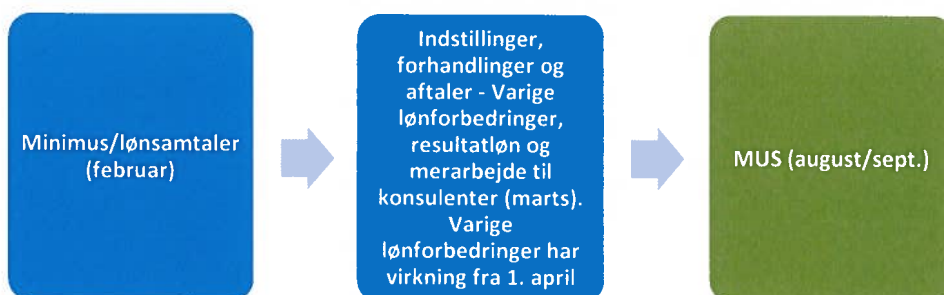 Minimus/lønsamtaler
(februar)
Indstillinger,
forhandlinger og
aftaler - Varige
lønforbedringer,
resultatløn og
merarbejde til
konsulenter (marts).
Varige
lønforbedringer har
virkning fra 1. april
MUS (august/sept.)